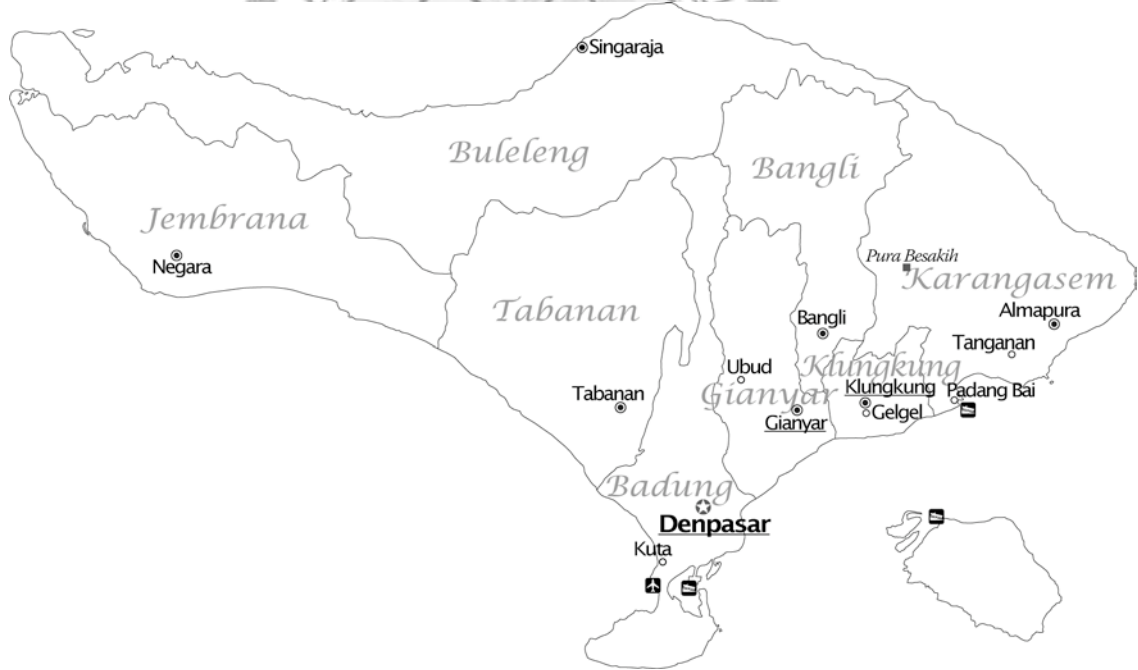 Singaraja
Buleleng
Bangli
Jembrana
Negara
Pura Besakih
Karangasem
Tabanan
Almapura
Bangli
Tanganan
Ubud
Klungkung
Tabanan
Gianyar
Klungkung
Padang Bai
Gelgel
Gianyar
Badung
Denpasar
Kuta